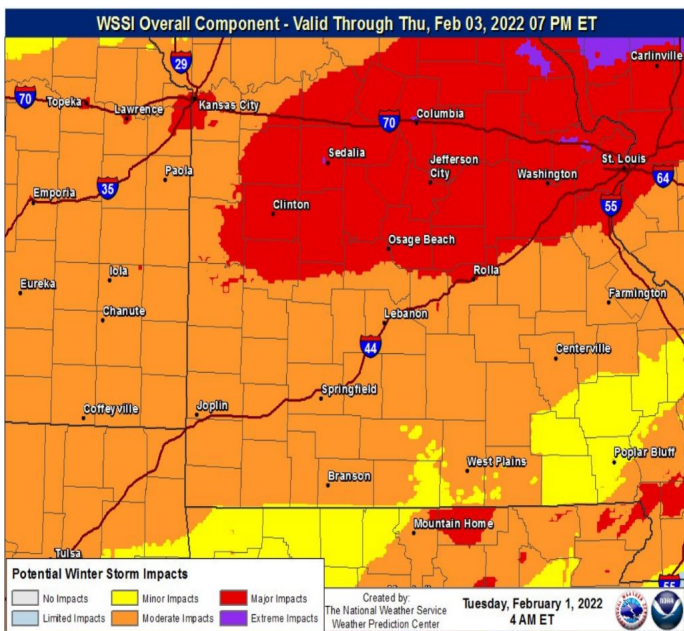 WSSI Overall Component - Valid Through Thu, Feb 03, 2022 07 PM ET
29
Carlinville
70
Topeka
Lawrence
Kansas City
70
Columbia
Sedalia
Jefferson
City
Washington
St. Louis
64
Paola
35
Emporia
Clinton
55
Osage Beach
Rolla
Iola
Eureka
Chanute
Farmington
Lebanon
44
Centerville
Springfield
Joplin
Coffeyville
Poplar Bluff
West Plains
Branson
Mountain Home
Tulsa
55
Potential Winter Storm Impacts
No Impacts
Minor Impacts
Major Impacts
Limited Impacts
Moderate Impacts
Extreme Impacts
Created by:
The National Weather Service
Weather Prediction Center
Tuesday, February 1, 2022
4 AM ET